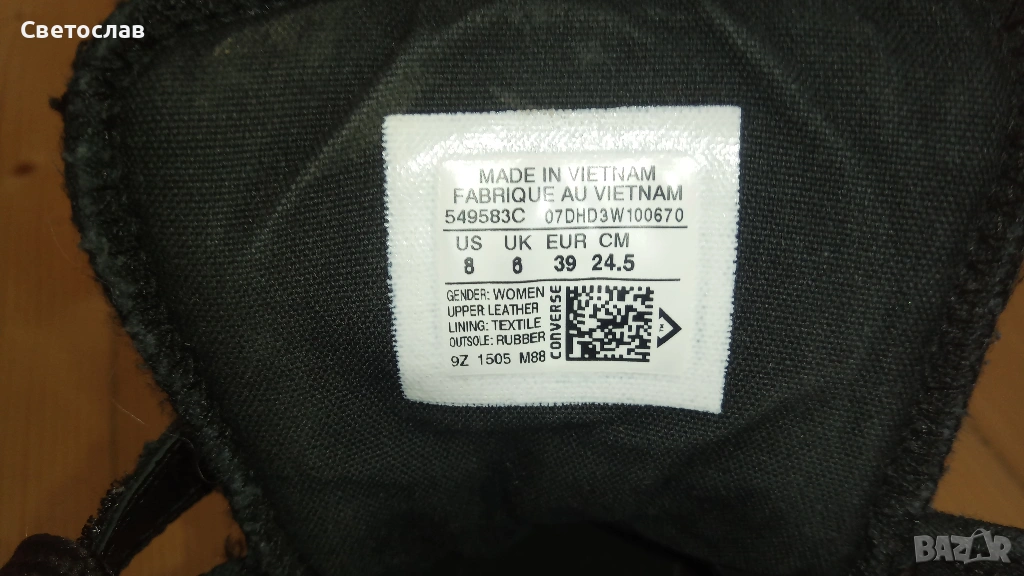 Светослав
MADE IN VIETNAM
FABRIQUE AU VIETNAM
549583C 07DHD3W100670
US UK EUR CM
8 6 39 24.5
GENDER: WOMEN
UPPER LEATHER
LINING: TEXTILE
OUTSOLE: RUBBER
9Z 1505 M88
CONVERSE
TM
BAZAR